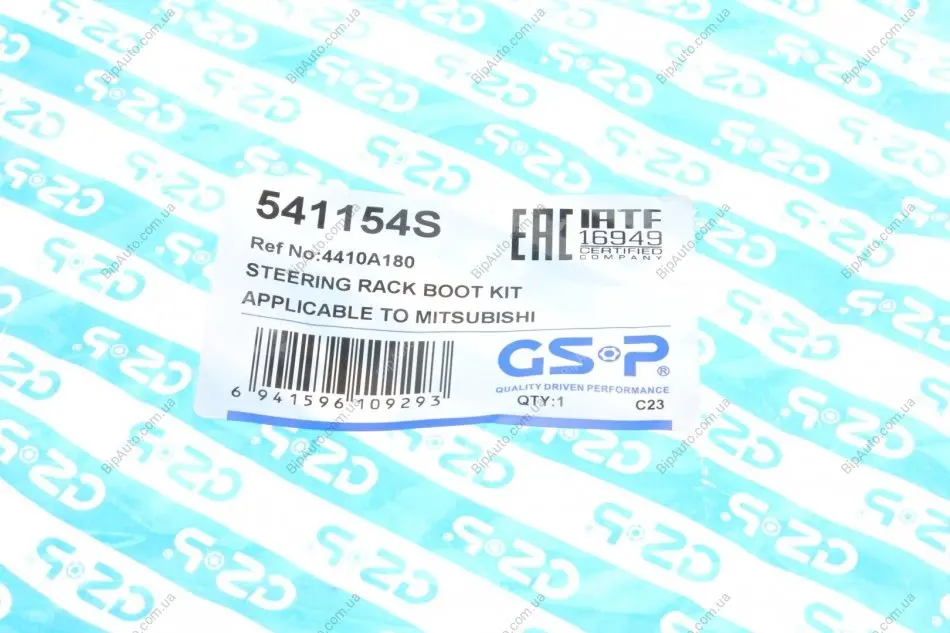 541154S
Ref No:4410A180
STEERING RACK BOOT KIT
APPLICABLE TO MITSUBISHI
EAC
IATF
16949
CERTIFIED
COMPANY
6 941596 109293
GSP®
QUALITY DRIVEN PERFORMANCE
QTY:1
C23
BipAuto.com.ua